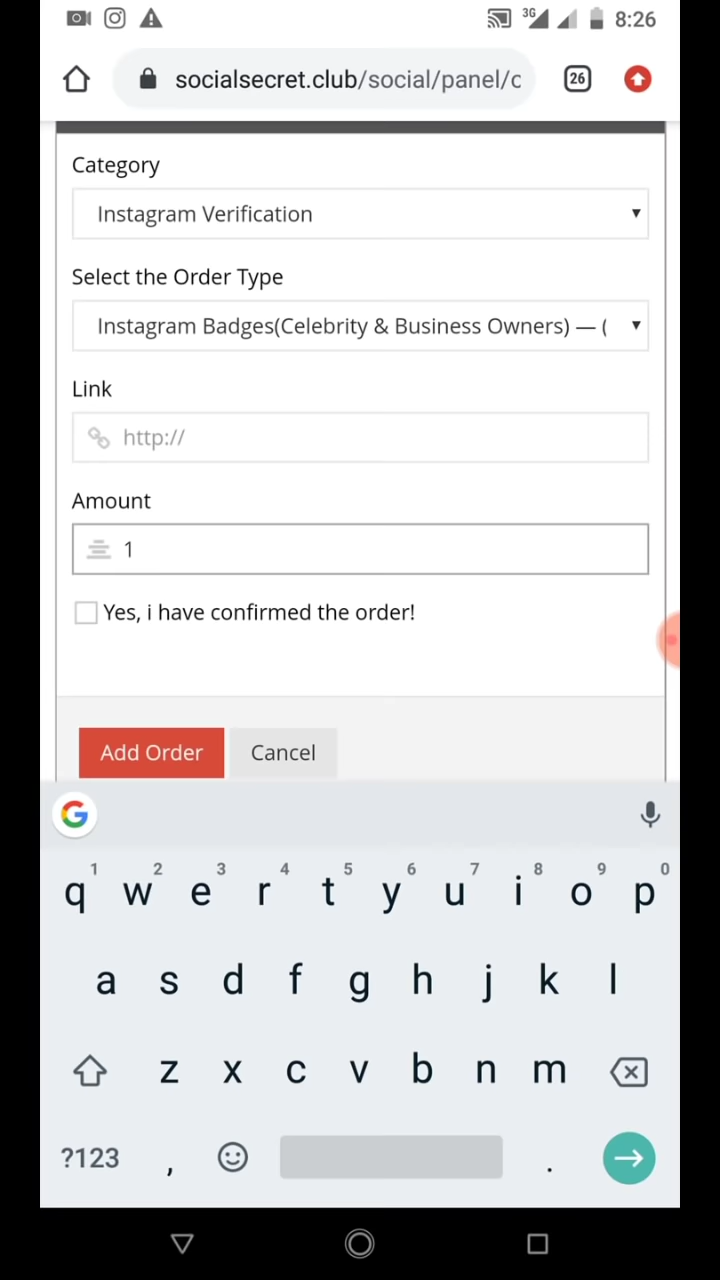 3G 8:26
socialsecret.club/social/panel/c 26
Category
Instagram Verification
Select the Order Type
Instagram Badges(Celebrity & Business Owners) — (
Link
http://
Amount
1
Yes, i have confirmed the order!
Add Order Cancel
G
1 2 3 4 5 6 7 8 9 0
q w e r t y u i o p
a s d f g h j k l
z x c v b n m
?123 , .